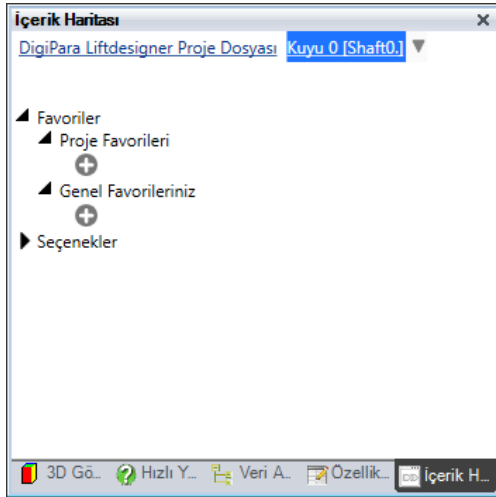 İçerik Haritası
DigiPara Liftdesigner Proje Dosyası Kuyu 0 [Shaft0.]
Favoriler
Proje Favorileri
Genel Favorileriniz
Seçenekler
3D Gö... Hızlı Y... Veri A... Özellik... İçerik H...